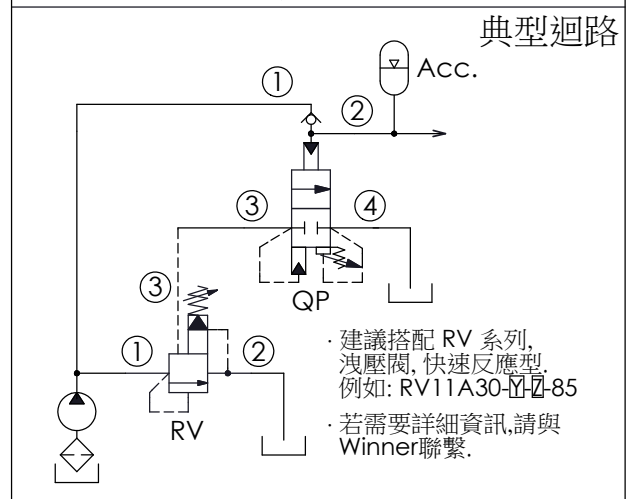 典型迴路
Acc.
①
②
③
④
③
QP
①
②
RV
· 建議搭配 RV 系列,
洩壓閥, 快速反應型.
例如: RV11A30-Y-Z-85
· 若需要詳細資訊,請與
Winner聯繫.